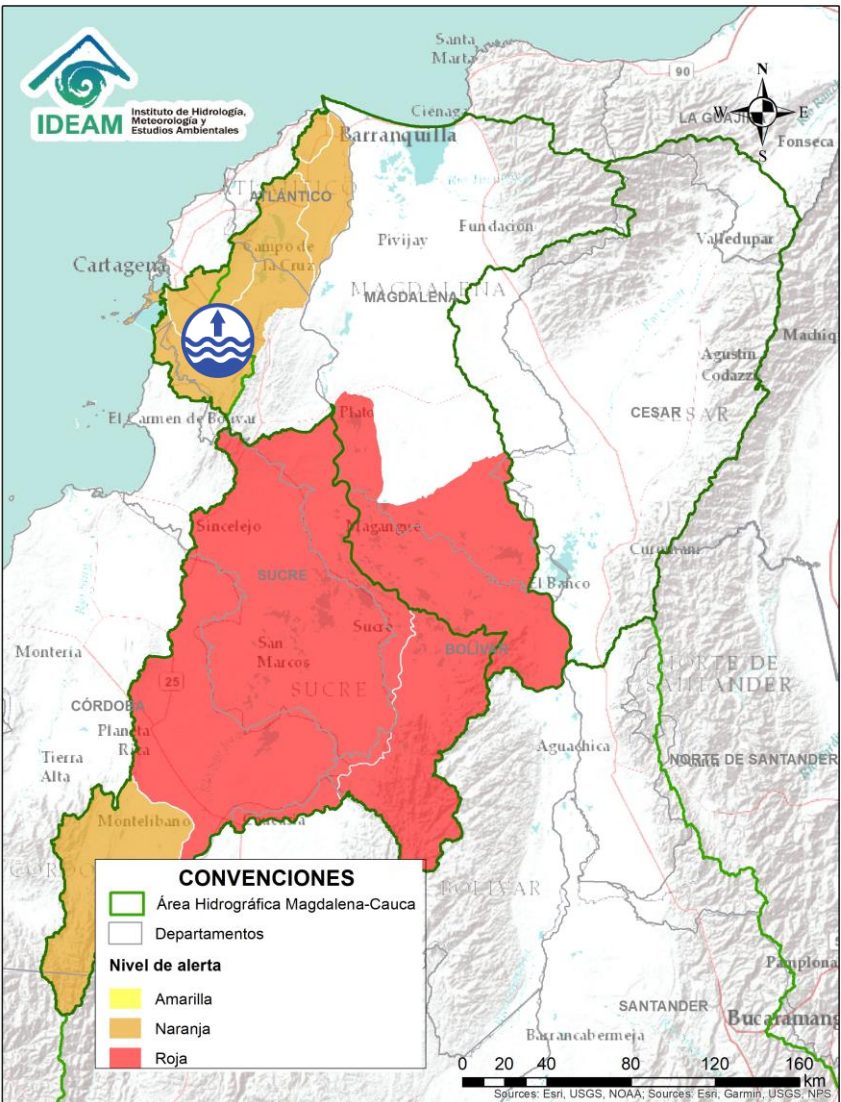 IDEAM
Instituto de Hidrología,
Meteorología y
Estudios Ambientales
Santa
Marta
90
N
W
E
S
Ciénaga
LA GUAJIRA
Barranquilla
Fonseca
ATLÁNTICO
ATLÁNTICO
Fundación
Pivijay
Valledupar
Campo de
la Cruz
Cartagena
MAGDALENA
MAGDALENA
Agustín
Codazzi
El Carmen de Bolívar
Plato
CESAR
CESAR
Sincelejo
Magangué
Curumaní
SUCRE
El Banco
Sucre
San
Marcos
BOLÍVAR
Montería
NORTE DE
SANTANDER
25
SUCRE
CÓRDOBA
Planeta
Rica
Aguachica
Tierra
Alta
NORTE DE SANTANDER
Montelíbano
BOLÍVAR
CONVENCIONES
Área Hidrográfica Magdalena-Cauca
Departamentos
Nivel de alerta
Amarilla
Naranja
Roja
Pamplona
SANTANDER
Bucaramang
Barrancabermeja
0 20 40 80 120 160
km
Sources: Esri, USGS, NOAA; Sources: Esri, Garmin, USGS, NPS